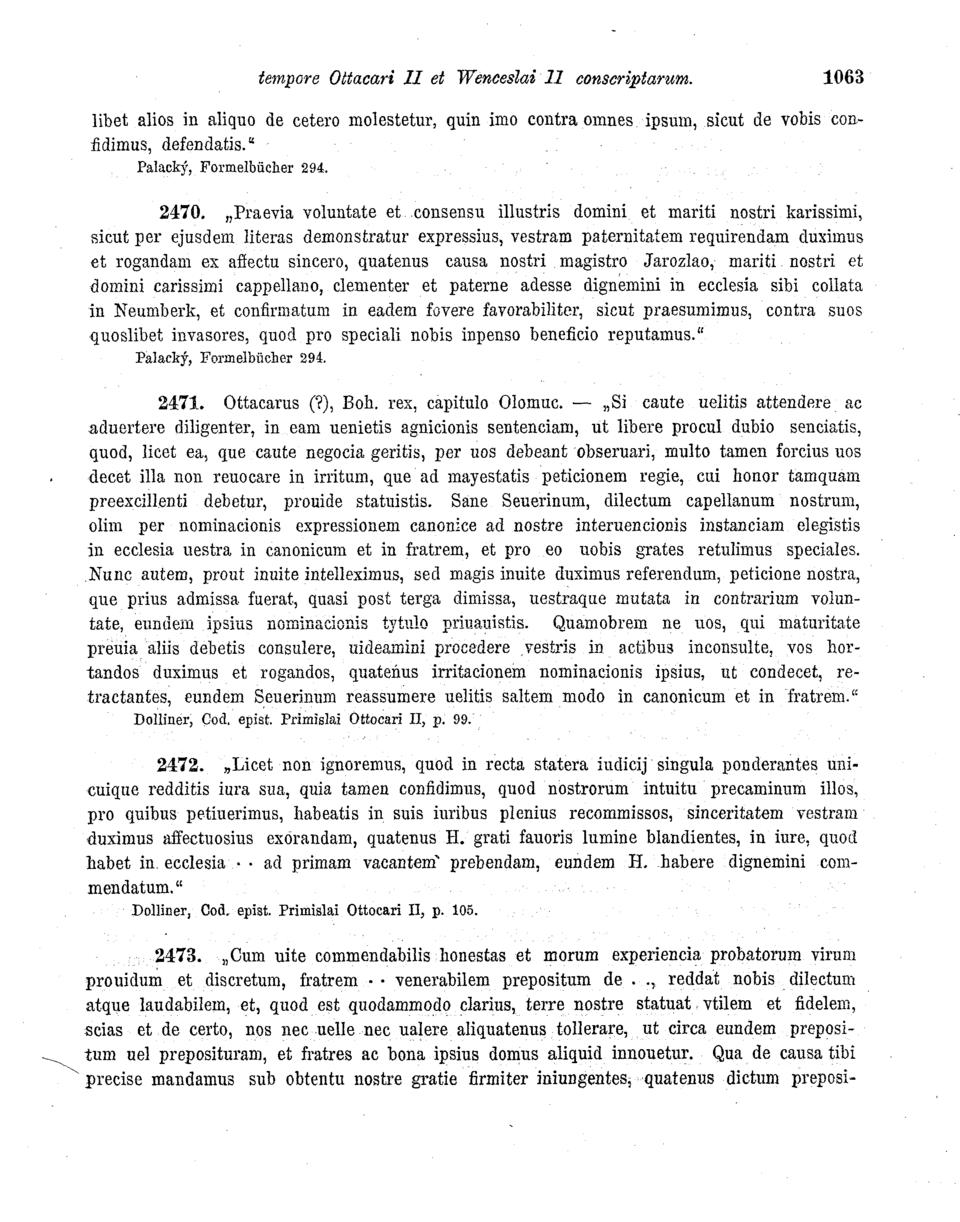 tempore Ottacari II et Wenceslai II conscriptarum. 1063
libet alios in aliquo de cetero molestetur, quin imo contra omnes ipsum, sicut de vobis con-
fidimus, defendatis.“
Palacký, Formelbücher 294.
2470. „Praevia voluntate et consensu illustris domini et mariti nostri karissimi,
sicut per ejusdem literas demonstratur expressius, vestram paternitatem requirendam duximus
et rogandam ex affectu sincero, quatenus causa nostri magistro Jarozlao, mariti nostri et
domini carissimi cappellano, clementer et paterne adesse dignemini in ecclesia sibi collata
in Neumberk, et confirmatum in eadem fovere favorabiliter, sicut praesumimus, contra suos
quoslibet invasores, quod pro speciali nobis inpenso beneficio reputamus.“
Palacký, Formelbücher 294.
2471. Ottacarus (?), Boh. rex, capitulo Olomuc. — „Si caute uelitis attendere ac
aduertere diligenter, in eam uenietis agnicionis sentenciam, ut libere procul dubio senciatis,
quod, licet ea, que caute negocia geritis, per uos debeant obseruari, multo tamen forcius uos
decet illa non reuocare in irritum, que ad mayestatis peticionem regie, cui honor tamquam
preexcillenti debetur, prouide statuistis. Sane Seuerinum, dilectum capellanum nostrum,
olim per nominacionis expressionem canonice ad nostre interuencionis instanciam elegistis
in ecclesia uestra in canonicum et in fratrem, et pro eo uobis grates retulimus speciales.
Nunc autem, prout inuite intelleximus, sed magis inuite duximus referendum, peticione nostra,
que prius admissa fuerat, quasi post terga dimissa, uestraque mutata in contrarium volun-
tate, eundem ipsius nominacionis tytulo priuauistis. Quamobrem ne uos, qui maturitate
preuia aliis debetis consulere, uideamini procedere vestris in actibus inconsulte, vos hor-
tandos duximus et rogandos, quatenus irritacionem nominacionis ipsius, ut condecet, re-
tractantes, eundem Seuerinum reassumere uelitis saltem modo in canonicum et in fratrem.“
Dolliner, Cod. epist. Primislai Ottocari II, p. 99.
2472. „Licet non ignoremus, quod in recta statera iudicij singula ponderantes uni-
cuique redditis iura sua, quia tamen confidimus, quod nostrorum intuitu precaminum illos,
pro quibus petiuerimus, habeatis in suis iuribus plenius recommissos, sinceritatem vestram
duximus affectuosius exorandam, quatenus H. grati fauoris lumine blandientes, in iure, quod
habet in ecclesia · · ad primam vacantem prebendam, eundem H. habere dignemini com-
mendatum.“
Dolliner, Cod. epist. Primislai Ottocari II, p. 105.
2473. „Cum uite commendabilis honestas et morum experiencia probatorum virum
prouidum et discretum, fratrem · · venerabilem prepositum de . ., reddat nobis dilectum
atque laudabilem, et, quod est quodammodo clarius, terre nostre statuat vtilem et fidelem,
scias et de certo, nos nec uelle nec ualere aliquatenus tollerare, ut circa eundem preposi-
tum uel preposituram, et fratres ac bona ipsius domus aliquid innouetur. Qua de causa tibi
precise mandamus sub obtentu nostre gratie firmiter iniungentes, quatenus dictum preposi-